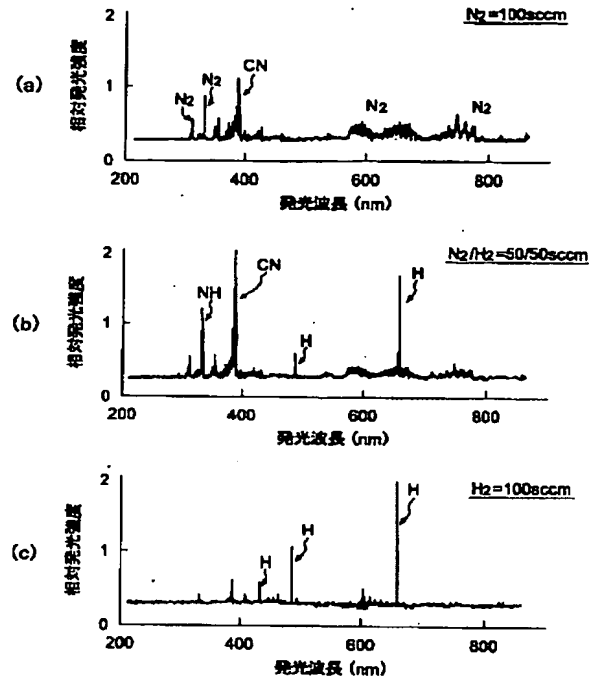 N2=100sccm
(a)
相対発光強度
2
1
0
N2
N2
CN
N2
N2
200
400
600
800
発光波長 (nm)
N2/H2=50/50sccm
(b)
相対発光強度
2
1
0
NH
CN
H
H
200
400
600
800
発光波長 (nm)
H2=100sccm
(c)
相対発光強度
2
1
0
H
H
H
200
400
600
800
発光波長 (nm)